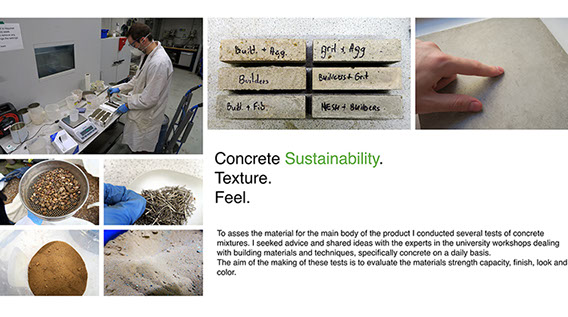 Build. + Agg.
Grit + Agg
Builders
Builders + Grit
Buil. + Fib
MESH + Builders
Concrete Sustainability.
Texture.
Feel.
To asses the material for the main body of the product I conducted several tests of concrete
mixtures. I seeked advice and shared ideas with the experts in the university workshops dealing
with building materials and techniques, specifically concrete on a daily basis.
The aim of the making of these tests is to evaluate the materials strength capacity, finish, look and
color.